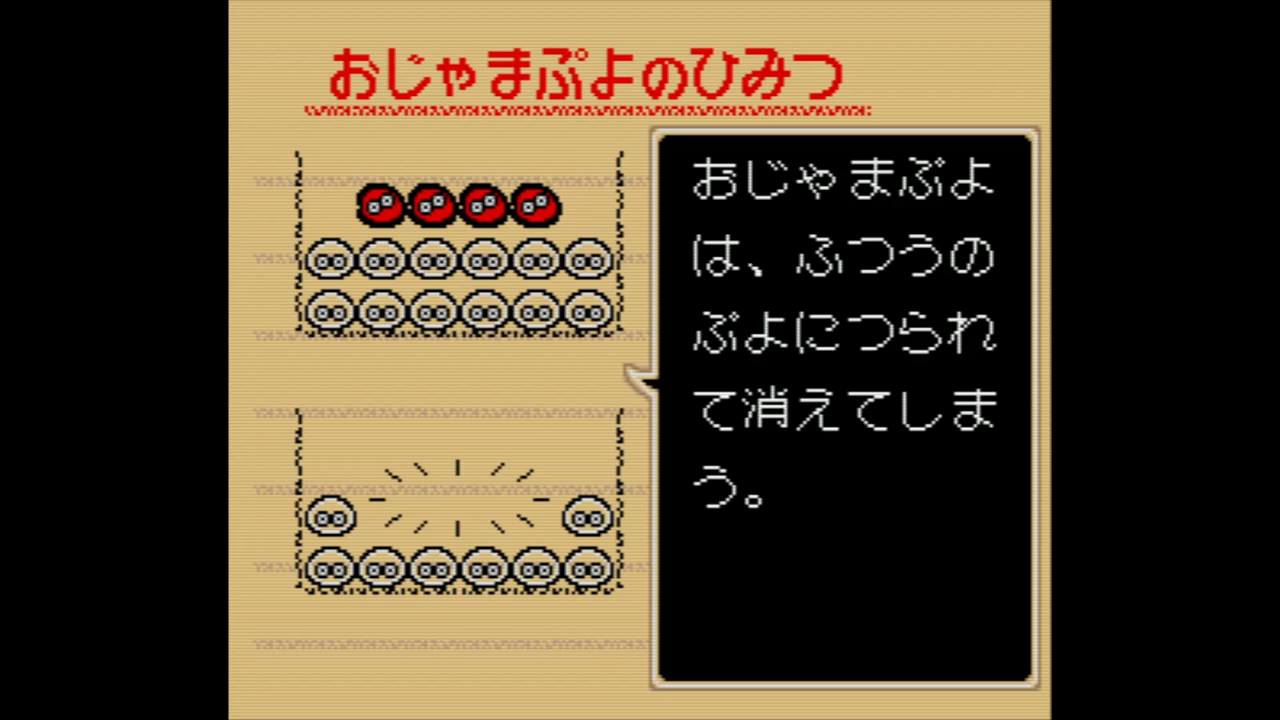 おじゃまぷよのひみつ
おじゃまぷよ
は、ふつうの
ぷよにつられ
て消えてしま
う。